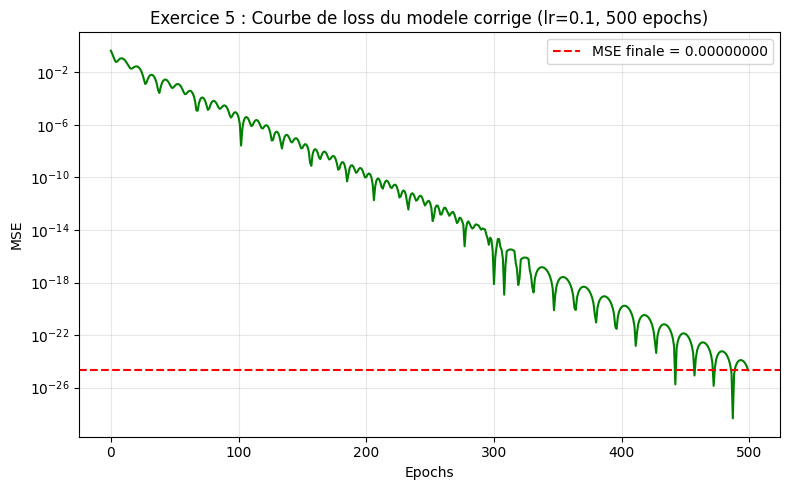 Exercice 5 : Courbe de loss du modele corrige (lr=0.1, 500 epochs)
MSE finale = 0.00000000
10⁻²
10⁻⁶
10⁻¹⁰
10⁻¹⁴
10⁻¹⁸
10⁻²²
10⁻²⁶
MSE
0 100 200 300 400 500
Epochs